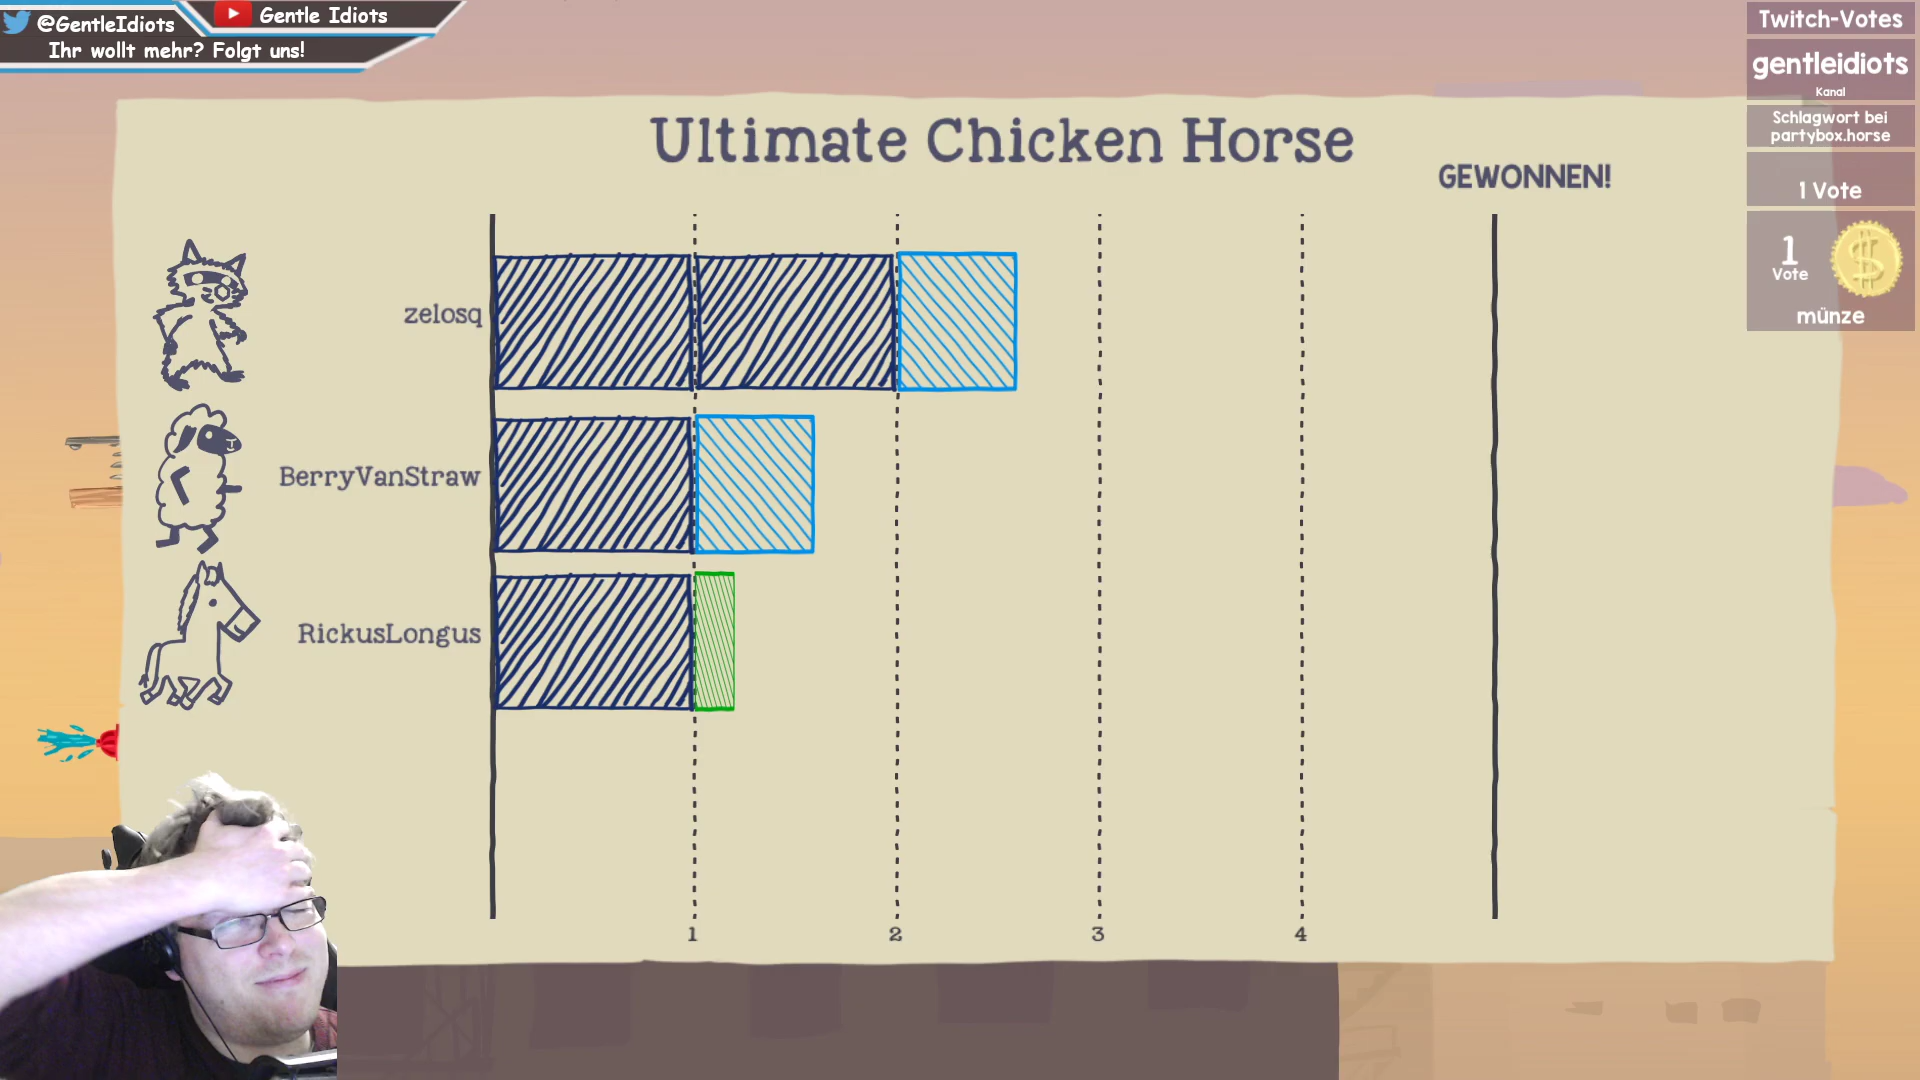 @GentleIdiots
Gentle Idiots
Ihr wollt mehr? Folgt uns!
Twitch-Votes
gentleidiots
Kanal
Schlagwort bei
partybox.horse
1 Vote
1
Vote
münze
Ultimate Chicken Horse
GEWONNEN!
zelosq
BerryVanStraw
RickusLongus
1
2
3
4